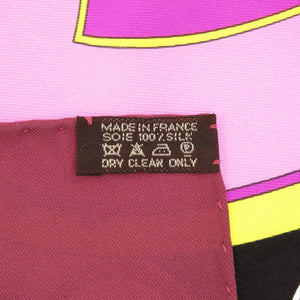 MADE IN FRANCE
SOIE 100% SILK
DRY CLEAN ONLY